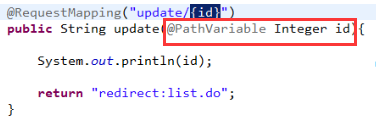 @RequestMapping("update/{id}")
public String update(@PathVariable Integer id){
System.out.println(id);
return "redirect:list.do";
}